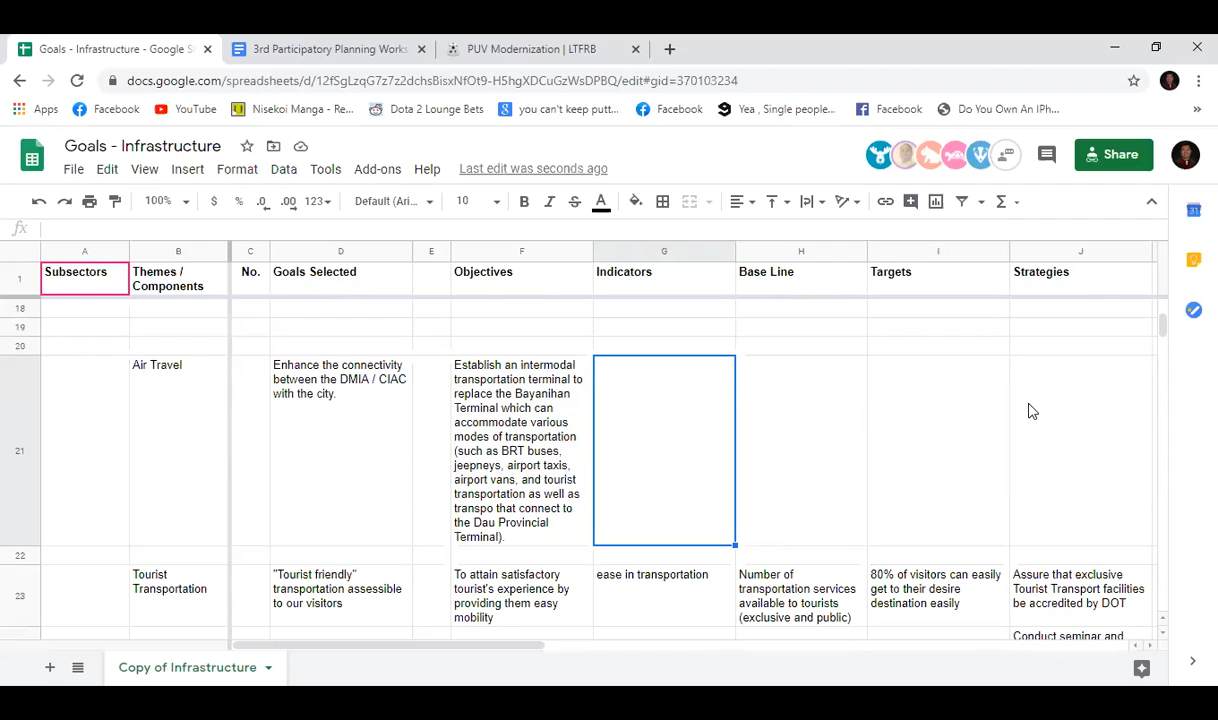 Goals - Infrastructure - Google S
3rd Participatory Planning Works
PUV Modernization | LTFRB
docs.google.com/spreadsheets/d/12fSgLzqG7z7z2dchsBisxNfOt9-H5hgXDCuGzWsDPBQ/edit#gid=370103234
Apps
Facebook
YouTube
Nisekoi Manga - Re...
Dota 2 Lounge Bets
you can't keep putt...
Facebook
Yea , Single people...
Facebook
Do You Own An IPh...
Goals - Infrastructure
File Edit View Insert Format Data Tools Add-ons Help Last edit was seconds ago
Share
100% $ % .0 .00 123 Default (Ari... 10 B I S A
fx
A B C D E F G H I J
1
Subsectors
Themes /
Components
No.
Goals Selected
Objectives
Indicators
Base Line
Targets
Strategies
18
19
20
21
Air Travel
Enhance the connectivity
between the DMIA / CIAC
with the city.
Establish an intermodal
transportation terminal to
replace the Bayanihan
Terminal which can
accommodate various
modes of transportation
(such as BRT buses,
jeepneys, airport taxis,
airport vans, and tourist
transportation as well as
transpo that connect to
the Dau Provincial
Terminal).
22
23
Tourist
Transportation
"Tourist friendly"
transportation assessible
to our visitors
To attain satisfactory
tourist's experience by
providing them easy
mobility
ease in transportation
Number of
transportation services
available to tourists
(exclusive and public)
80% of visitors can easily
get to their desire
destination easily
Assure that exclusive
Tourist Transport facilities
be accredited by DOT
Conduct seminar and
Copy of Infrastructure
31